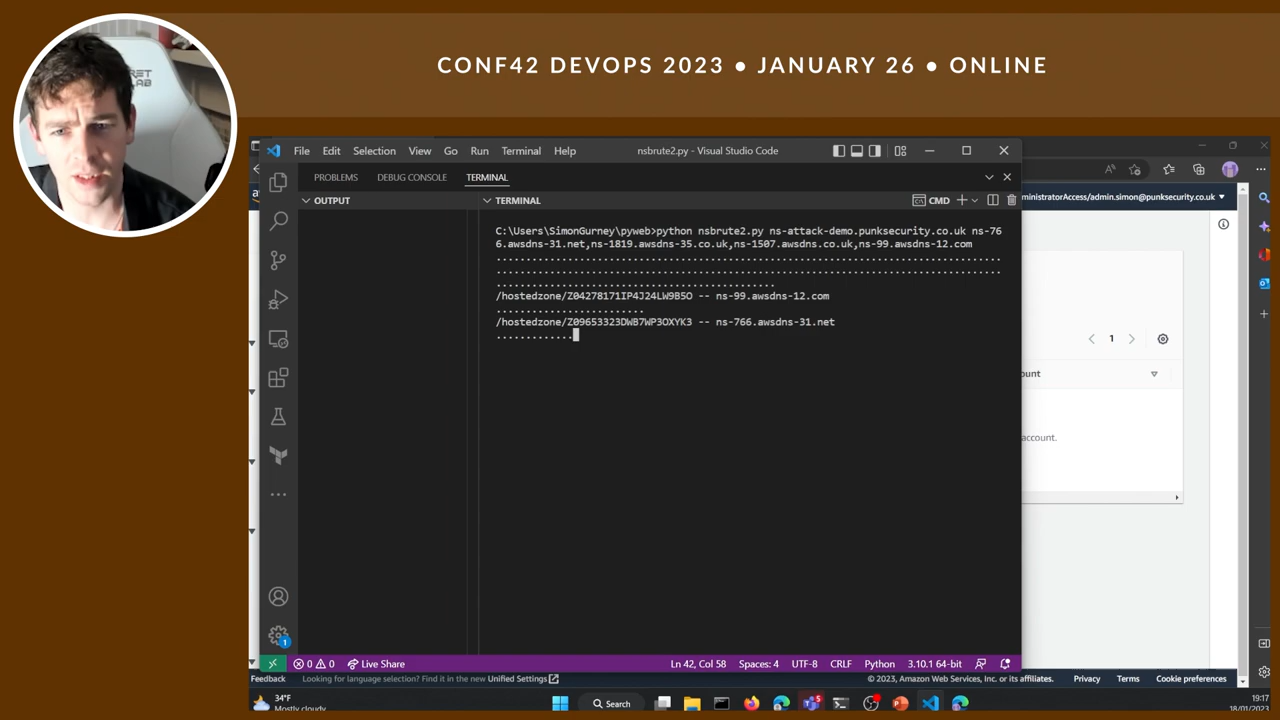 CONF42 DEVOPS 2023 • JANUARY 26 • ONLINE
File Edit Selection View Go Run Terminal Help nsbrute2.py - Visual Studio Code
PROBLEMS DEBUG CONSOLE TERMINAL
OUTPUT TERMINAL CMD
ministratorAccess/admin.simon@punksecurity.co.uk
C:\Users\SimonGurney\pyweb>python nsbrute2.py ns-attack-demo.punksecurity.co.uk ns-76
6.awsdns-31.net,ns-1819.awsdns-35.co.uk,ns-1507.awsdns.co.uk,ns-99.awsdns-12.com
/hostedzone/Z04278171IP4J24LW9B5O -- ns-99.awsdns-12.com
/hostedzone/Z09653323DWB7WP3OXYK3 -- ns-766.awsdns-31.net
1
ount
account.
1
0 0 Live Share Ln 42, Col 58 Spaces: 4 UTF-8 CRLF Python 3.10.1 64-bit
Feedback Looking for language selection? Find it in the new Unified Settings © 2023, Amazon Web Services, Inc. or its affiliates. Privacy Terms Cookie preferences
34°F
Mostly cloudy
Search
19:17
18/01/2023